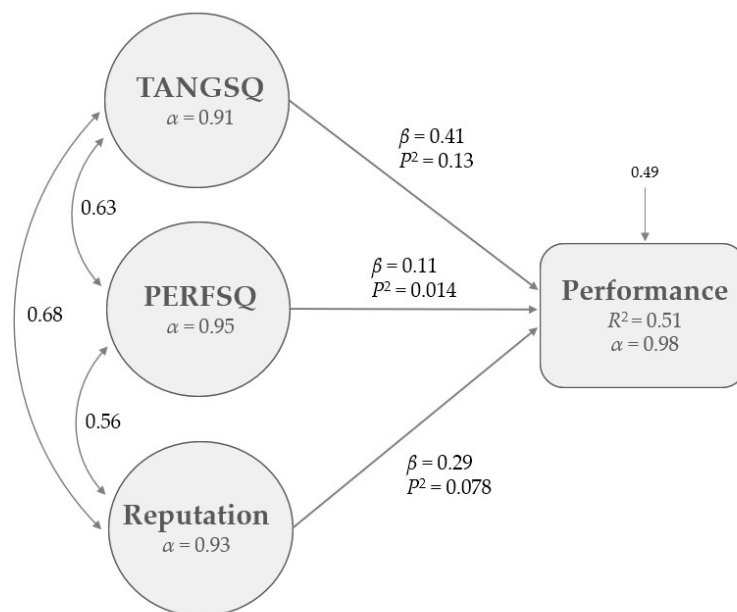 TANGSQ
α = 0.91
β = 0.41
P² = 0.13
0.49
0.63
PERFSQ
α = 0.95
β = 0.11
P² = 0.014
Performance
R² = 0.51
α = 0.98
0.68
0.56
Reputation
α = 0.93
β = 0.29
P² = 0.078